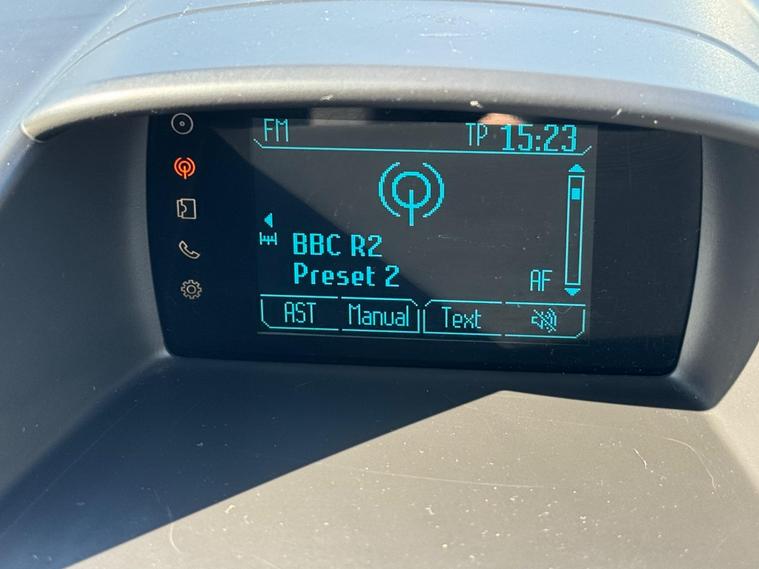 FM TP 15:23
BBC R2
Preset 2 AF
AST Manual Text